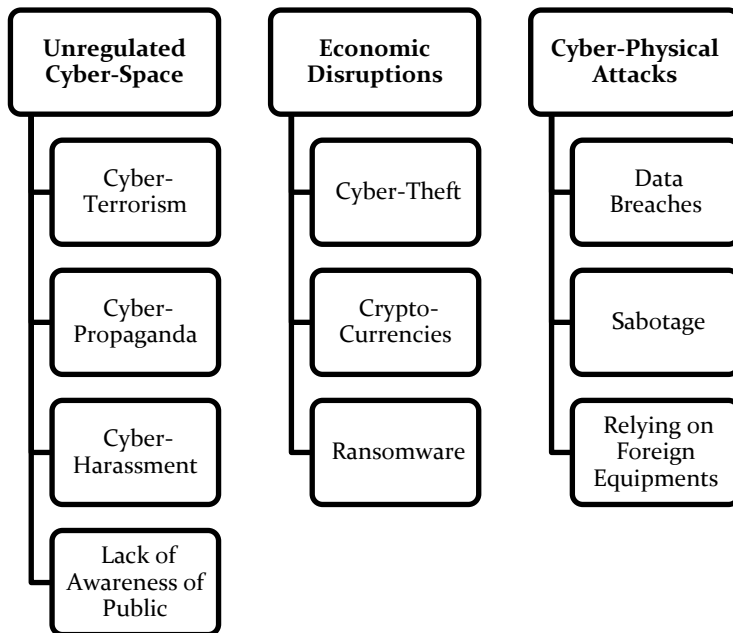 Unregulated
Cyber-Space
Cyber-
Terrorism
Cyber-
Propaganda
Cyber-
Harassment
Lack of
Awareness of
Public
Economic
Disruptions
Cyber-Theft
Crypto-
Currencies
Ransomware
Cyber-Physical
Attacks
Data
Breaches
Sabotage
Relying on
Foreign
Equipments